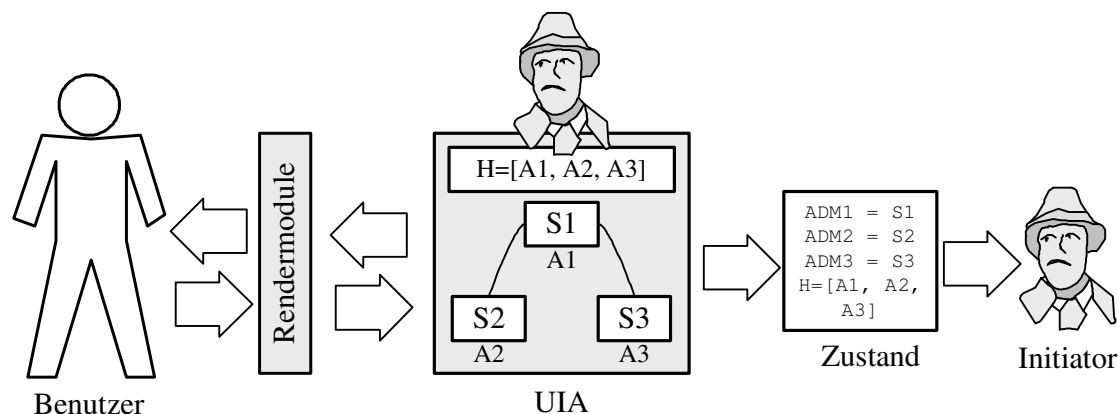 Benutzer
Rendermodule
H=[A1, A2, A3]
S1
A1
S2
A2
S3
A3
UIA
ADM1 = S1
ADM2 = S2
ADM3 = S3
H=[A1, A2,
A3]
Zustand
Initiator